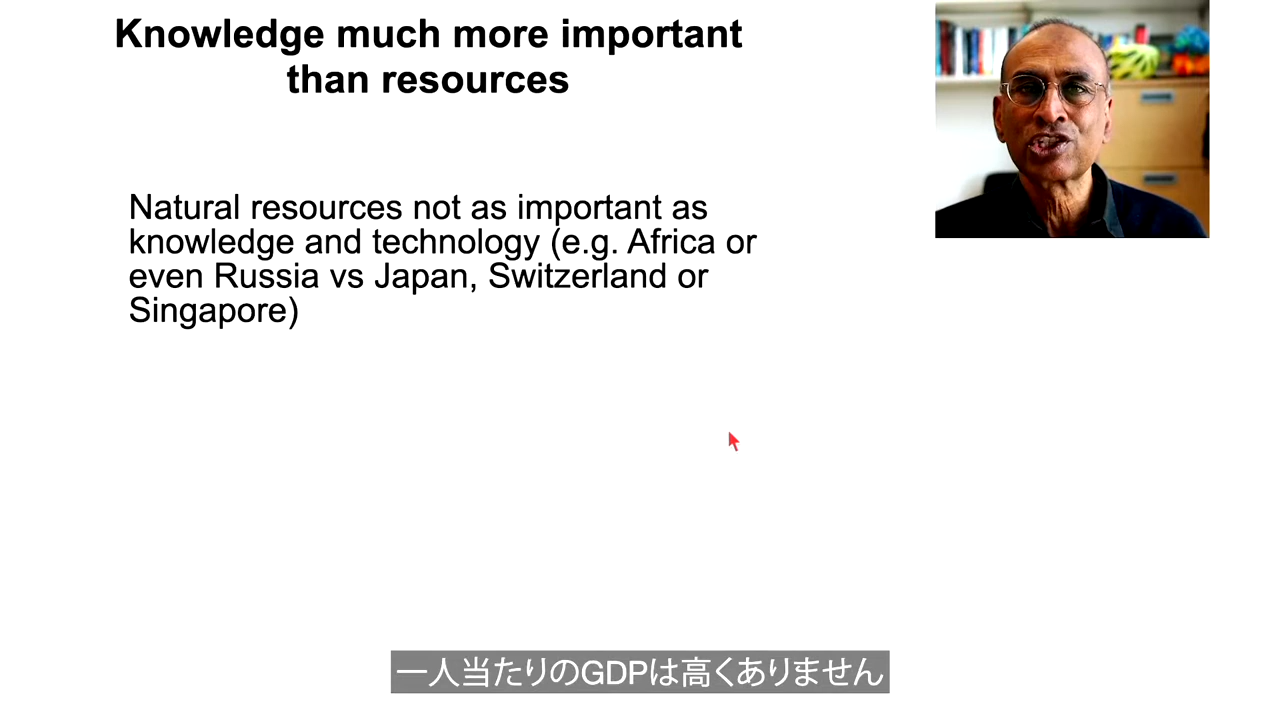 Knowledge much more important
than resources
Natural resources not as important as
knowledge and technology (e.g. Africa or
even Russia vs Japan, Switzerland or
Singapore)
一人当たりのGDPは高くありません